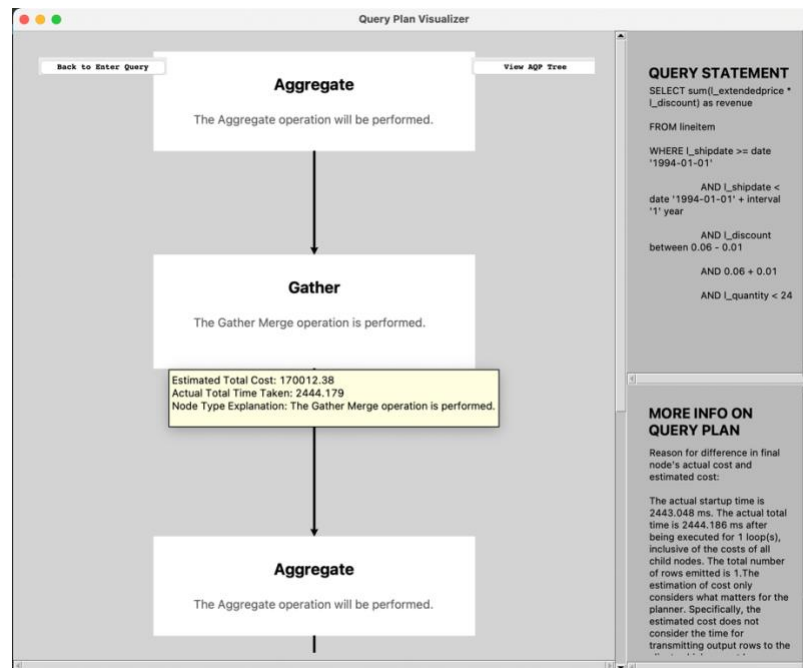 Query Plan Visualizer
Back to Enter Query
View AQP Tree
Aggregate
The Aggregate operation will be performed.
Gather
The Gather Merge operation is performed.
Estimated Total Cost: 170012.38
Actual Total Time Taken: 2444.179
Node Type Explanation: The Gather Merge operation is performed.
Aggregate
The Aggregate operation will be performed.
QUERY STATEMENT
SELECT sum(l_extendedprice *
l_discount) as revenue
FROM lineitem
WHERE l_shipdate >= date
'1994-01-01'
AND l_shipdate <
date '1994-01-01' + interval
'1' year
AND l_discount
between 0.06 - 0.01
AND 0.06 + 0.01
AND l_quantity < 24
MORE INFO ON
QUERY PLAN
Reason for difference in final
node's actual cost and
estimated cost:
The actual startup time is
2443.048 ms. The actual total
time is 2444.186 ms after
being executed for 1 loop(s),
inclusive of the costs of all
child nodes. The total number
of rows emitted is 1.The
estimation of cost only
considers what matters for the
planner. Specifically, the
estimated cost does not
consider the time for
transmitting output rows to the